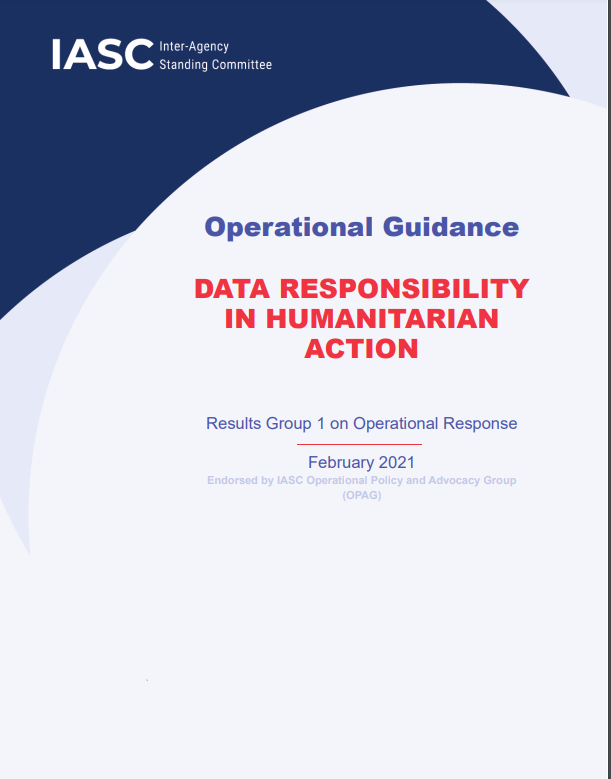 IASC Inter-Agency
Standing Committee
Operational Guidance
DATA RESPONSIBILITY
IN HUMANITARIAN
ACTION
Results Group 1 on Operational Response
February 2021
Endorsed by IASC Operational Policy and Advocacy Group
(OPAG)